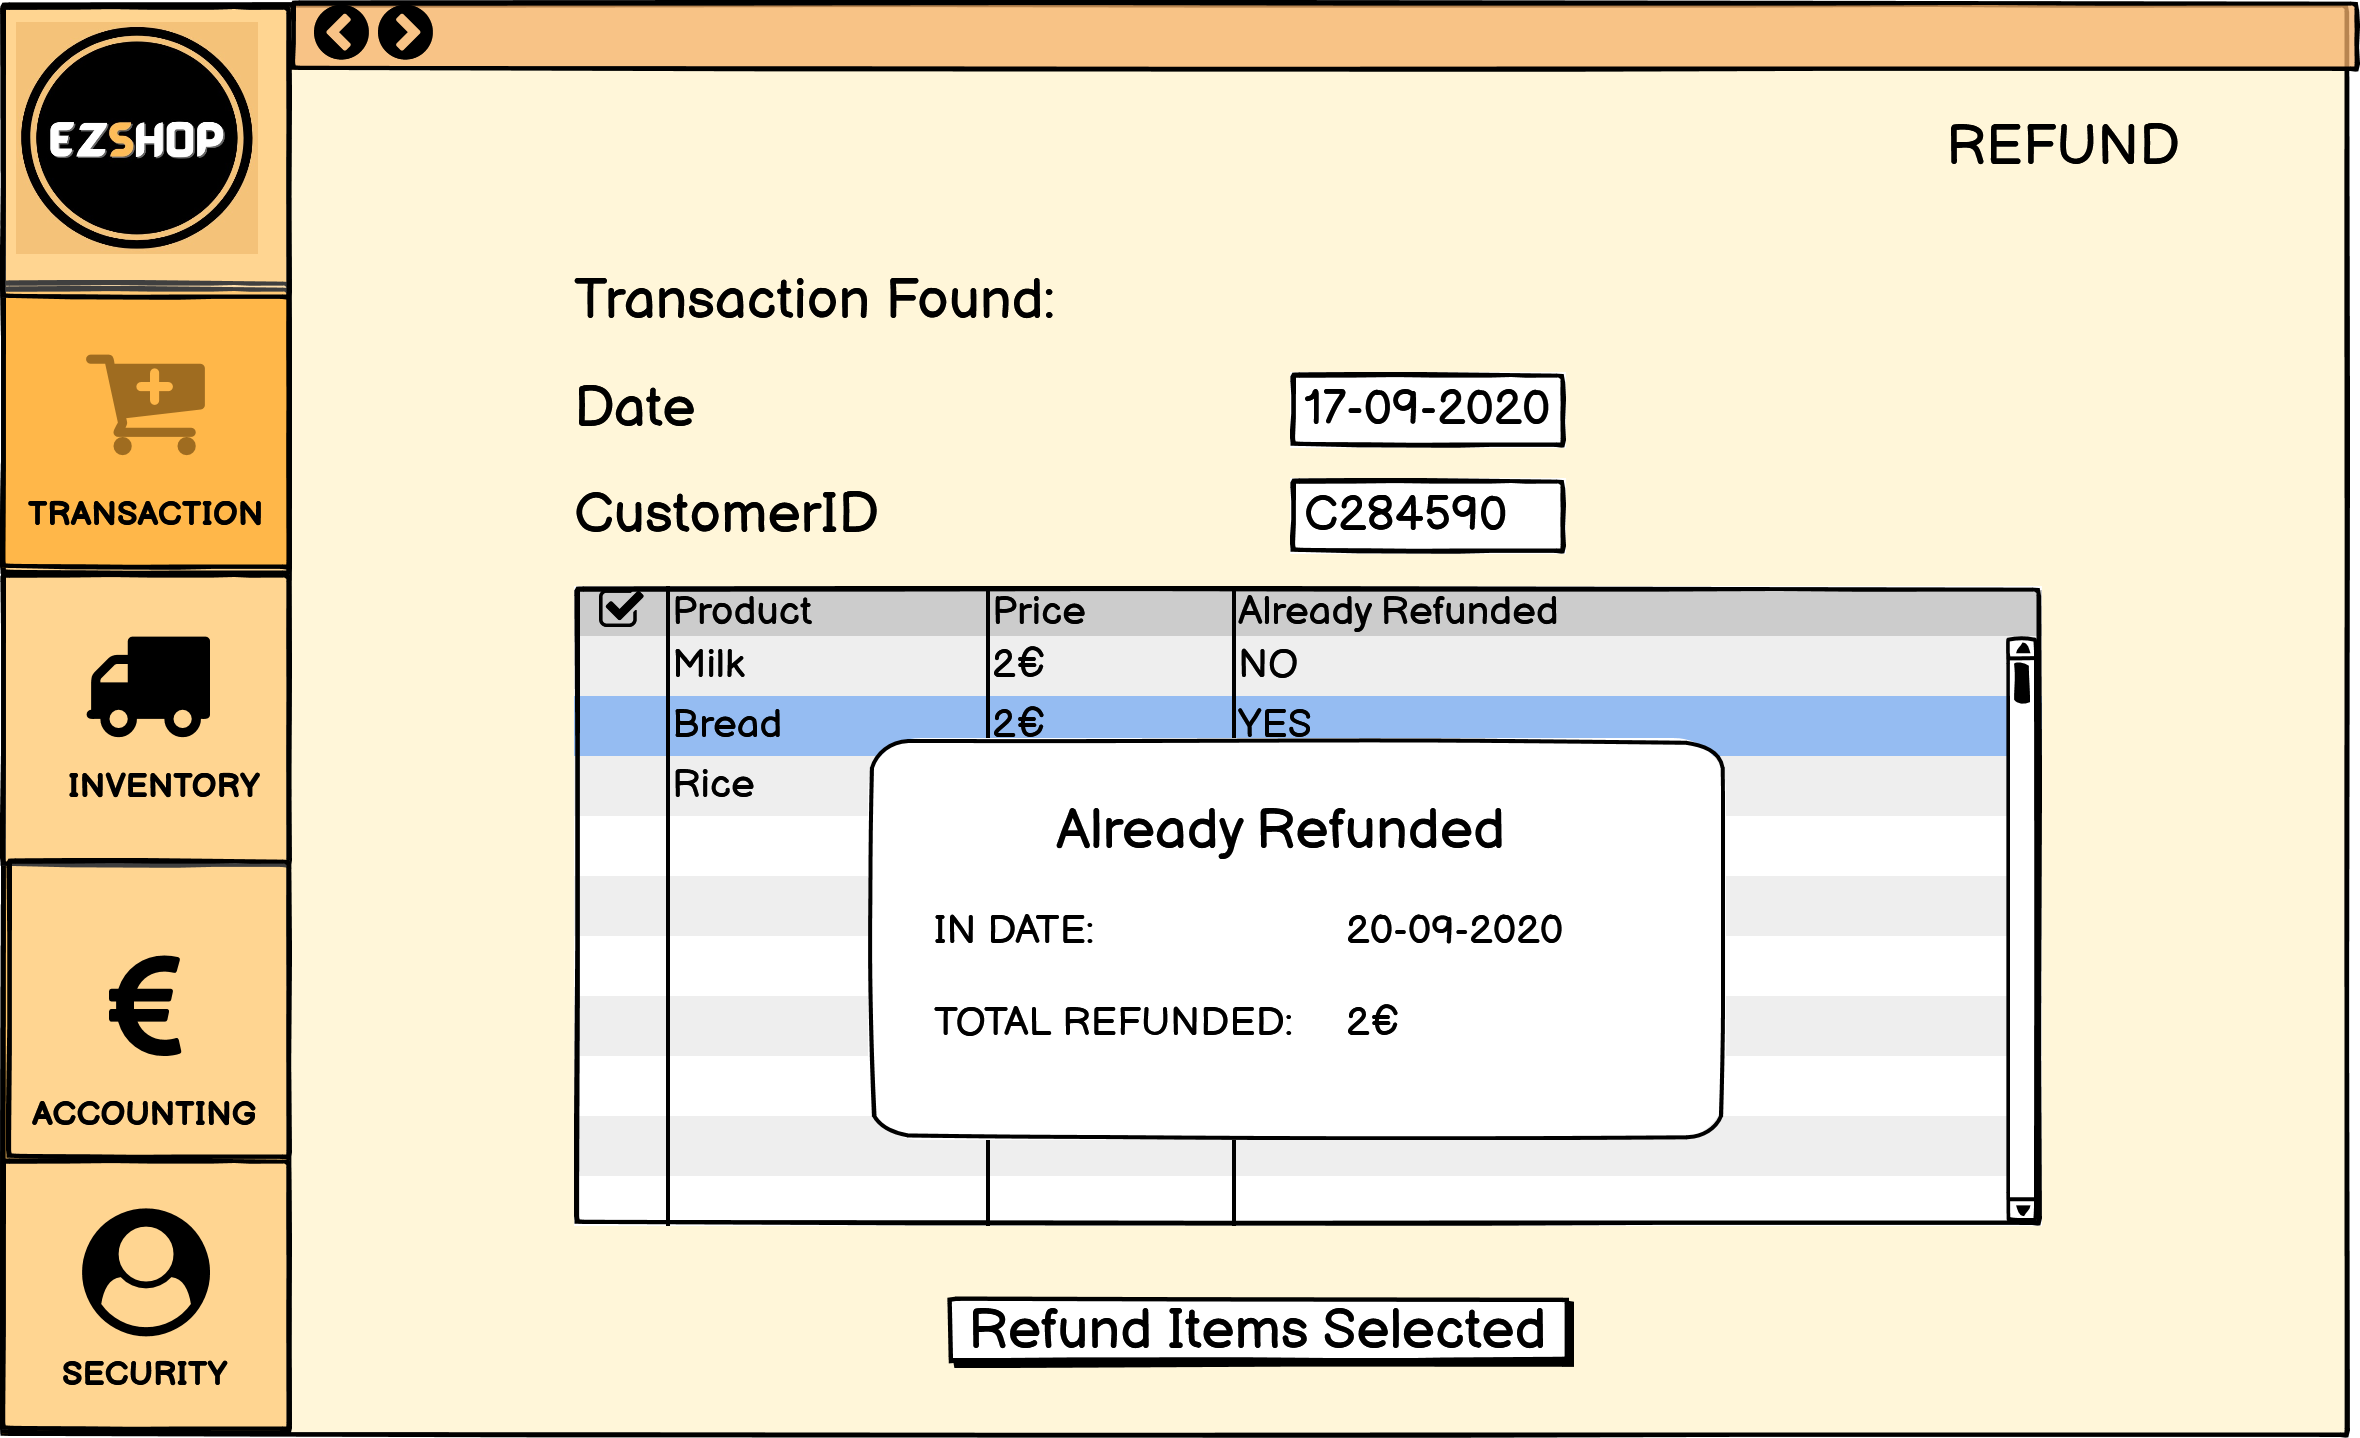 EZSHOP
REFUND
Transaction Found:
Date 17-09-2020
CustomerID C284590
Product Price Already Refunded
Milk 2€ NO
Bread 2€ YES
Rice
Already Refunded
IN DATE: 20-09-2020
TOTAL REFUNDED: 2€
Refund Items Selected
TRANSACTION
INVENTORY
€
ACCOUNTING
SECURITY